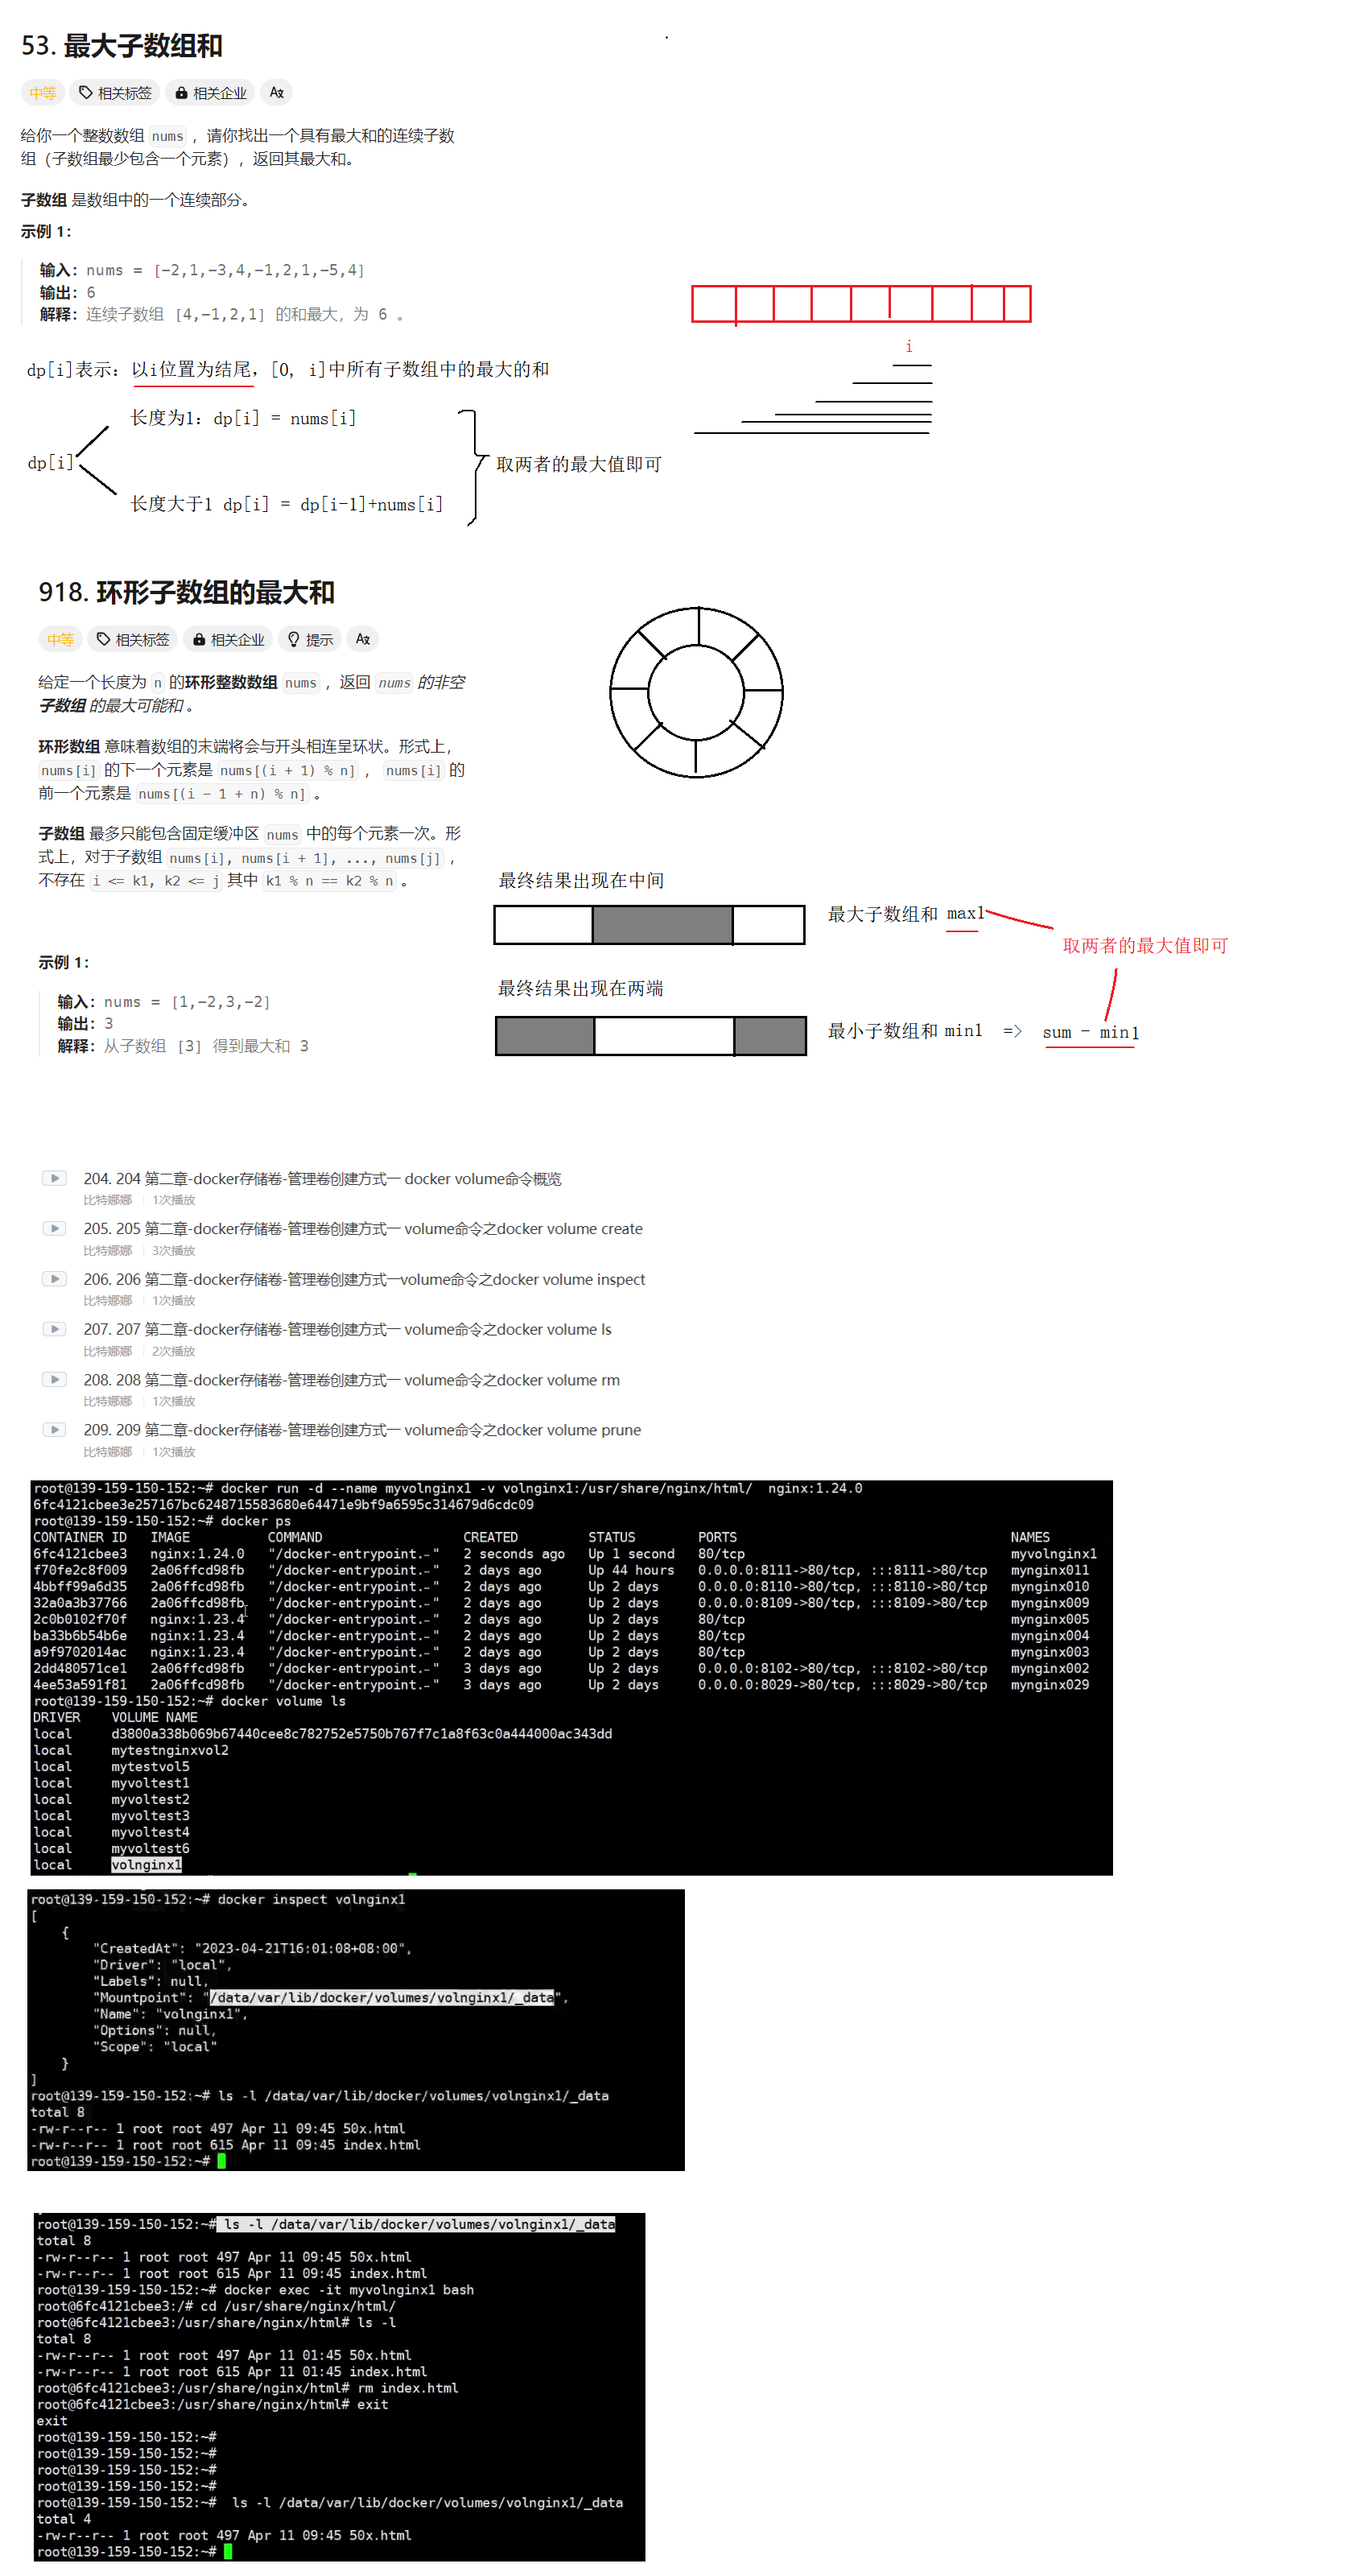 53. 最大子数组和
中等 相关标签 相关企业
给你一个整数数组 nums ，请你找出一个具有最大和的连续子数
组（子数组最少包含一个元素），返回其最大和。
子数组 是数组中的一个连续部分。
示例 1：
输入：nums = [-2,1,-3,4,-1,2,1,-5,4]
输出：6
解释：连续子数组 [4,-1,2,1] 的和最大，为 6 。
i
dp[i]表示：以i位置为结尾，[0, i]中所有子数组中的最大的和
长度为1：dp[i] = nums[i]
dp[i]
取两者的最大值即可
长度大于1 dp[i] = dp[i-1]+nums[i]
918. 环形子数组的最大和
中等 相关标签 相关企业 提示
给定一个长度为 n 的环形整数数组 nums ，返回 nums 的非空
子数组 的最大可能和 。
环形数组 意味着数组的末端将会与开头相连呈环状。形式上，
nums[i] 的下一个元素是 nums[(i + 1) % n] ， nums[i] 的
前一个元素是 nums[(i - 1 + n) % n] 。
子数组 最多只能包含固定缓冲区 nums 中的每个元素一次。形
式上，对于子数组 nums[i], nums[i + 1], ..., nums[j] ，
不存在 i <= k1, k2 <= j 其中 k1 % n == k2 % n 。
最终结果出现在中间
最大子数组和 max1
取两者的最大值即可
示例 1：
输入：nums = [1,-2,3,-2]
输出：3
解释：从子数组 [3] 得到最大和 3
最终结果出现在两端
最小子数组和 min1 => sum - min1
204. 204 第二章-docker存储卷-管理卷创建方式一 docker volume命令概览
比特娜娜 1次播放
205. 205 第二章-docker存储卷-管理卷创建方式一 volume命令之docker volume create
比特娜娜 3次播放
206. 206 第二章-docker存储卷-管理卷创建方式一volume命令之docker volume inspect
比特娜娜 1次播放
207. 207 第二章-docker存储卷-管理卷创建方式一 volume命令之docker volume ls
比特娜娜 2次播放
208. 208 第二章-docker存储卷-管理卷创建方式一 volume命令之docker volume rm
比特娜娜 1次播放
209. 209 第二章-docker存储卷-管理卷创建方式一 volume命令之docker volume prune
比特娜娜 1次播放
root@139-159-150-152:~# docker run -d --name myvolnginx1 -v volnginx1:/usr/share/nginx/html/  nginx:1.24.0
6fc4121cbee3e257167bc6248715583680e64471e9bf9a6595c314679d6cdc09
root@139-159-150-152:~# docker ps
CONTAINER ID   IMAGE          COMMAND                  CREATED         STATUS        PORTS                                   NAMES
6fc4121cbee3   nginx:1.24.0   "/docker-entrypoint.…"   2 seconds ago   Up 1 second   80/tcp                                  myvolnginx1
f70fe2c8f009   2a06ffcd98fb   "/docker-entrypoint.…"   2 days ago      Up 44 hours   0.0.0.0:8111->80/tcp, :::8111->80/tcp   mynginx011
4bbff99a6d35   2a06ffcd98fb   "/docker-entrypoint.…"   2 days ago      Up 2 days     0.0.0.0:8110->80/tcp, :::8110->80/tcp   mynginx010
32a0a3b37766   2a06ffcd98fb   "/docker-entrypoint.…"   2 days ago      Up 2 days     0.0.0.0:8109->80/tcp, :::8109->80/tcp   mynginx009
2c0b0102f70f   nginx:1.23.4   "/docker-entrypoint.…"   2 days ago      Up 2 days     80/tcp                                  mynginx005
ba33b6b54b6e   nginx:1.23.4   "/docker-entrypoint.…"   2 days ago      Up 2 days     80/tcp                                  mynginx004
a9f9702014ac   nginx:1.23.4   "/docker-entrypoint.…"   2 days ago      Up 2 days     80/tcp                                  mynginx003
2dd480571ce1   2a06ffcd98fb   "/docker-entrypoint.…"   3 days ago      Up 2 days     0.0.0.0:8102->80/tcp, :::8102->80/tcp   mynginx002
4ee53a591f81   2a06ffcd98fb   "/docker-entrypoint.…"   3 days ago      Up 2 days     0.0.0.0:8029->80/tcp, :::8029->80/tcp   mynginx029
root@139-159-150-152:~# docker volume ls
DRIVER    VOLUME NAME
local     d3800a338b069b67440cee8c782752e5750b767f7c1a8f63c0a444000ac343dd
local     mytestnginxvol2
local     mytestvol5
local     myvoltest1
local     myvoltest2
local     myvoltest3
local     myvoltest4
local     myvoltest6
local     volnginx1
root@139-159-150-152:~# docker inspect volnginx1
[
{
"CreatedAt": "2023-04-21T16:01:08+08:00",
"Driver": "local",
"Labels": null,
"Mountpoint": "/data/var/lib/docker/volumes/volnginx1/_data",
"Name": "volnginx1",
"Options": null,
"Scope": "local"
}
]
root@139-159-150-152:~# ls -l /data/var/lib/docker/volumes/volnginx1/_data
total 8
-rw-r--r-- 1 root root 497 Apr 11 09:45 50x.html
-rw-r--r-- 1 root root 615 Apr 11 09:45 index.html
root@139-159-150-152:~#
root@139-159-150-152:~# ls -l /data/var/lib/docker/volumes/volnginx1/_data
total 8
-rw-r--r-- 1 root root 497 Apr 11 09:45 50x.html
-rw-r--r-- 1 root root 615 Apr 11 09:45 index.html
root@139-159-150-152:~# docker exec -it myvolnginx1 bash
root@6fc4121cbee3:/# cd /usr/share/nginx/html/
root@6fc4121cbee3:/usr/share/nginx/html# ls -l
total 8
-rw-r--r-- 1 root root 497 Apr 11 01:45 50x.html
-rw-r--r-- 1 root root 615 Apr 11 01:45 index.html
root@6fc4121cbee3:/usr/share/nginx/html# rm index.html
root@6fc4121cbee3:/usr/share/nginx/html# exit
exit
root@139-159-150-152:~#
root@139-159-150-152:~#
root@139-159-150-152:~#
root@139-159-150-152:~#
root@139-159-150-152:~#  ls -l /data/var/lib/docker/volumes/volnginx1/_data
total 4
-rw-r--r-- 1 root root 497 Apr 11 09:45 50x.html
root@139-159-150-152:~#